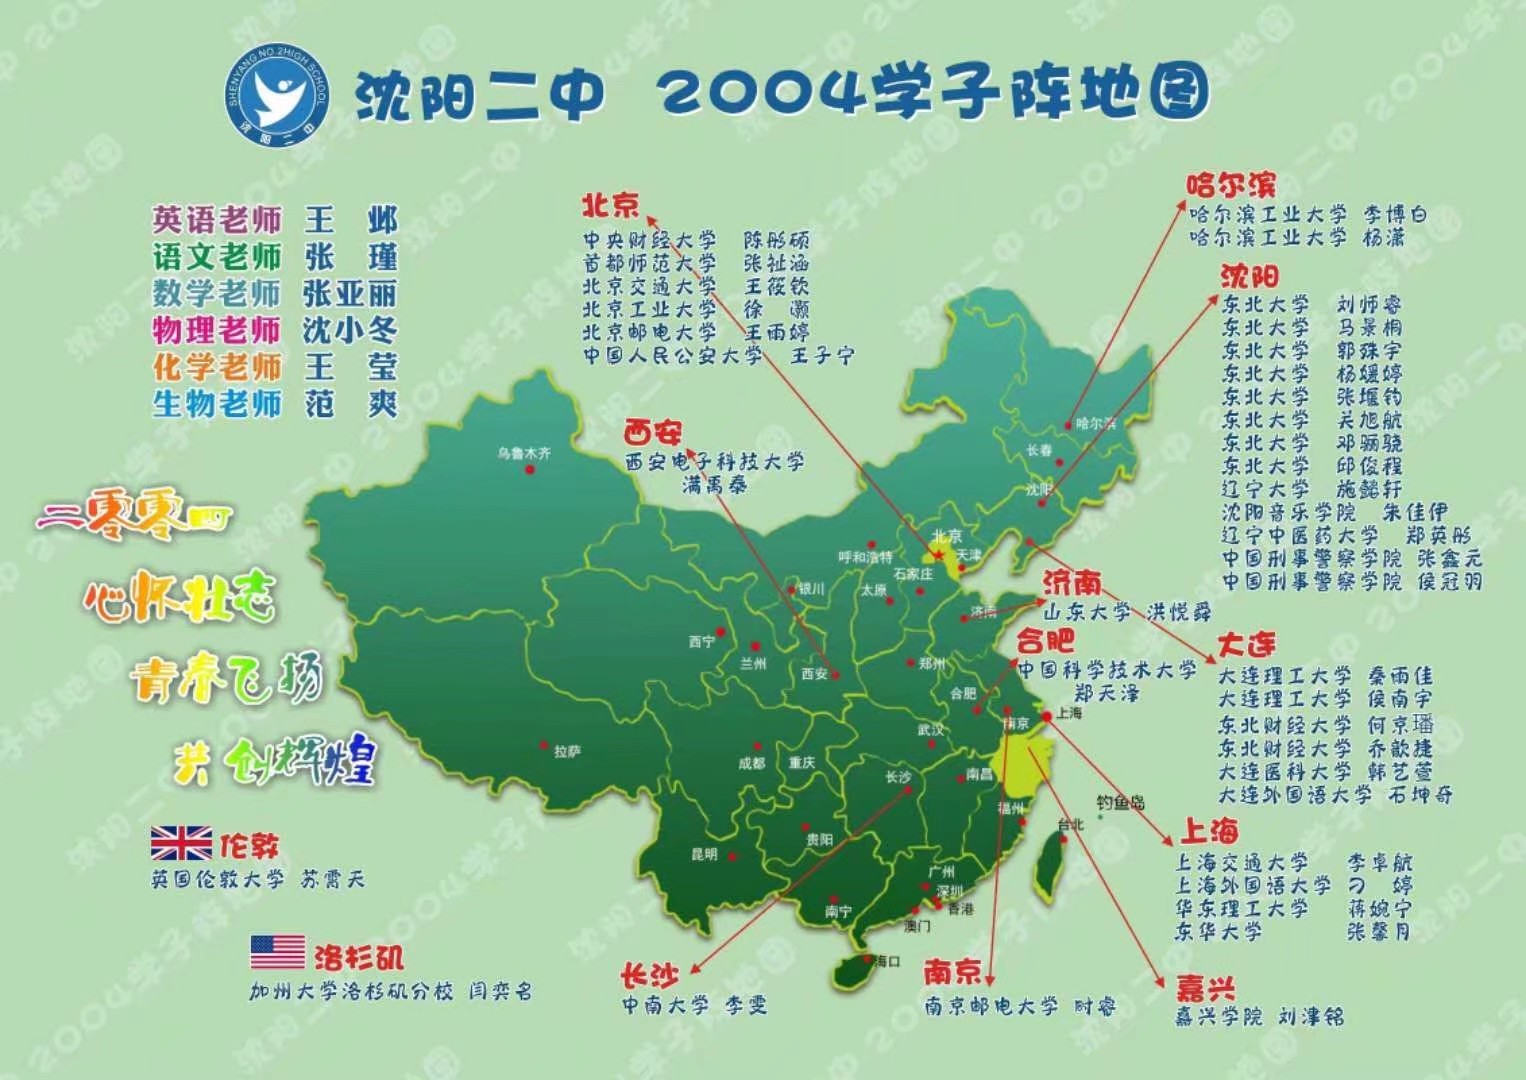 SHENYANG NO.2HIGH SCHOOL
沈阳二中
沈阳二中 2004学子阵地图
英语老师 王 邺
语文老师 张 瑾
数学老师 张亚丽
物理老师 沈小冬
化学老师 王 莹
生物老师 范 爽
二零零四
心怀壮志
青春飞扬
共创辉煌
伦敦
英国伦敦大学 苏霈天
洛杉矶
加州大学洛杉矶分校 闫奕名
北京
中央财经大学 陈彤硕
首都师范大学 张祉涵
北京交通大学 王筱钦
北京工业大学 徐 灏
北京邮电大学 王雨婷
中国人民公安大学 王子宁
西安
西安电子科技大学
满禹泰
哈尔滨
哈尔滨工业大学 李博白
哈尔滨工业大学 杨潇
沈阳
东北大学 刘师睿
东北大学 马景桐
东北大学 郭殊宇
东北大学 杨媛婷
东北大学 张堰钧
东北大学 关旭航
东北大学 邓骊骁
东北大学 邱俊程
辽宁大学 施懿轩
沈阳音乐学院 朱佳伊
辽宁中医药大学 郑英彤
中国刑事警察学院 张鑫元
中国刑事警察学院 侯冠羽
济南
山东大学 洪悦舜
合肥
中国科学技术大学
郑天泽
大连
大连理工大学 秦雨佳
大连理工大学 侯南宇
东北财经大学 何京璠
东北财经大学 乔歆捷
大连医科大学 韩艺萱
大连外国语大学 石坤奇
上海
上海交通大学 李卓航
上海外国语大学 刁 婷
华东理工大学 蒋婉宁
东华大学 张馨月
长沙
中南大学 李雯
南京
南京邮电大学 时睿
嘉兴
嘉兴学院 刘津铭
哈尔滨
长春
沈阳
乌鲁木齐
北京
天津
呼和浩特
石家庄
银川
太原
济南
西宁
兰州
郑州
西安
合肥
南京
上海
武汉
拉萨
成都
重庆
长沙
南昌
钓鱼岛
福州
台北
贵阳
昆明
广州
深圳
南宁
香港
澳门
海口